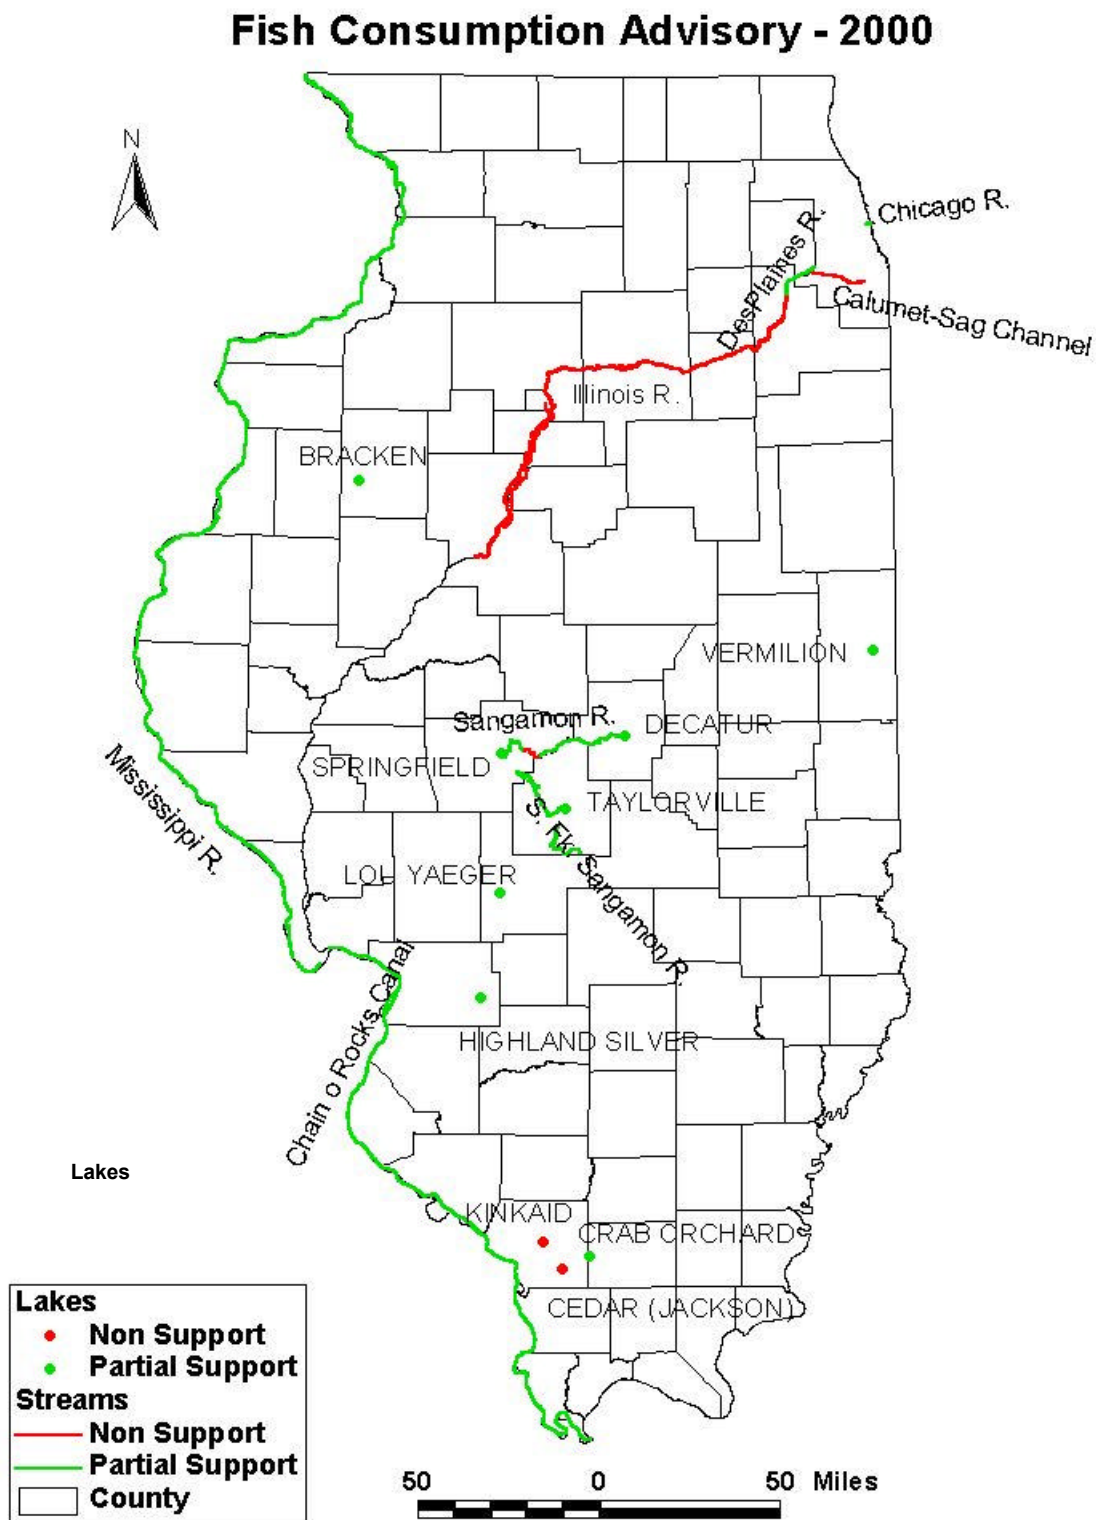 Fish Consumption Advisory - 2000
N
Chicago R.
DesPlaines R.
Calumet-Sag Channel
Illinois R.
BRACKEN
VERMILION
Sangamon R.
DECATUR
SPRINGFIELD
TAYLORVILLE
Mississippi R.
S. Fk. Sangamon R.
LOU YAEGER
Chain o Rocks Canal
HIGHLAND SILVER
Lakes
KINKAID
CRAB ORCHARD
CEDAR (JACKSON)
Lakes
Non Support
Partial Support
Streams
Non Support
Partial Support
County
50 0 50 Miles